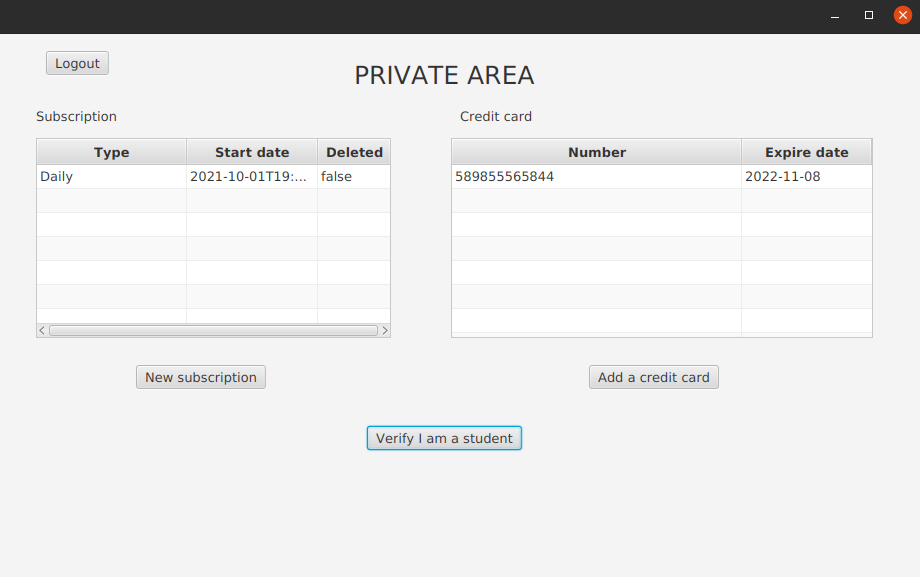 Logout
PRIVATE AREA
Subscription
Credit card
Type Start date Deleted
Daily 2021-10-01T19:... false
Number Expire date
589855565844 2022-11-08
New subscription
Add a credit card
Verify I am a student